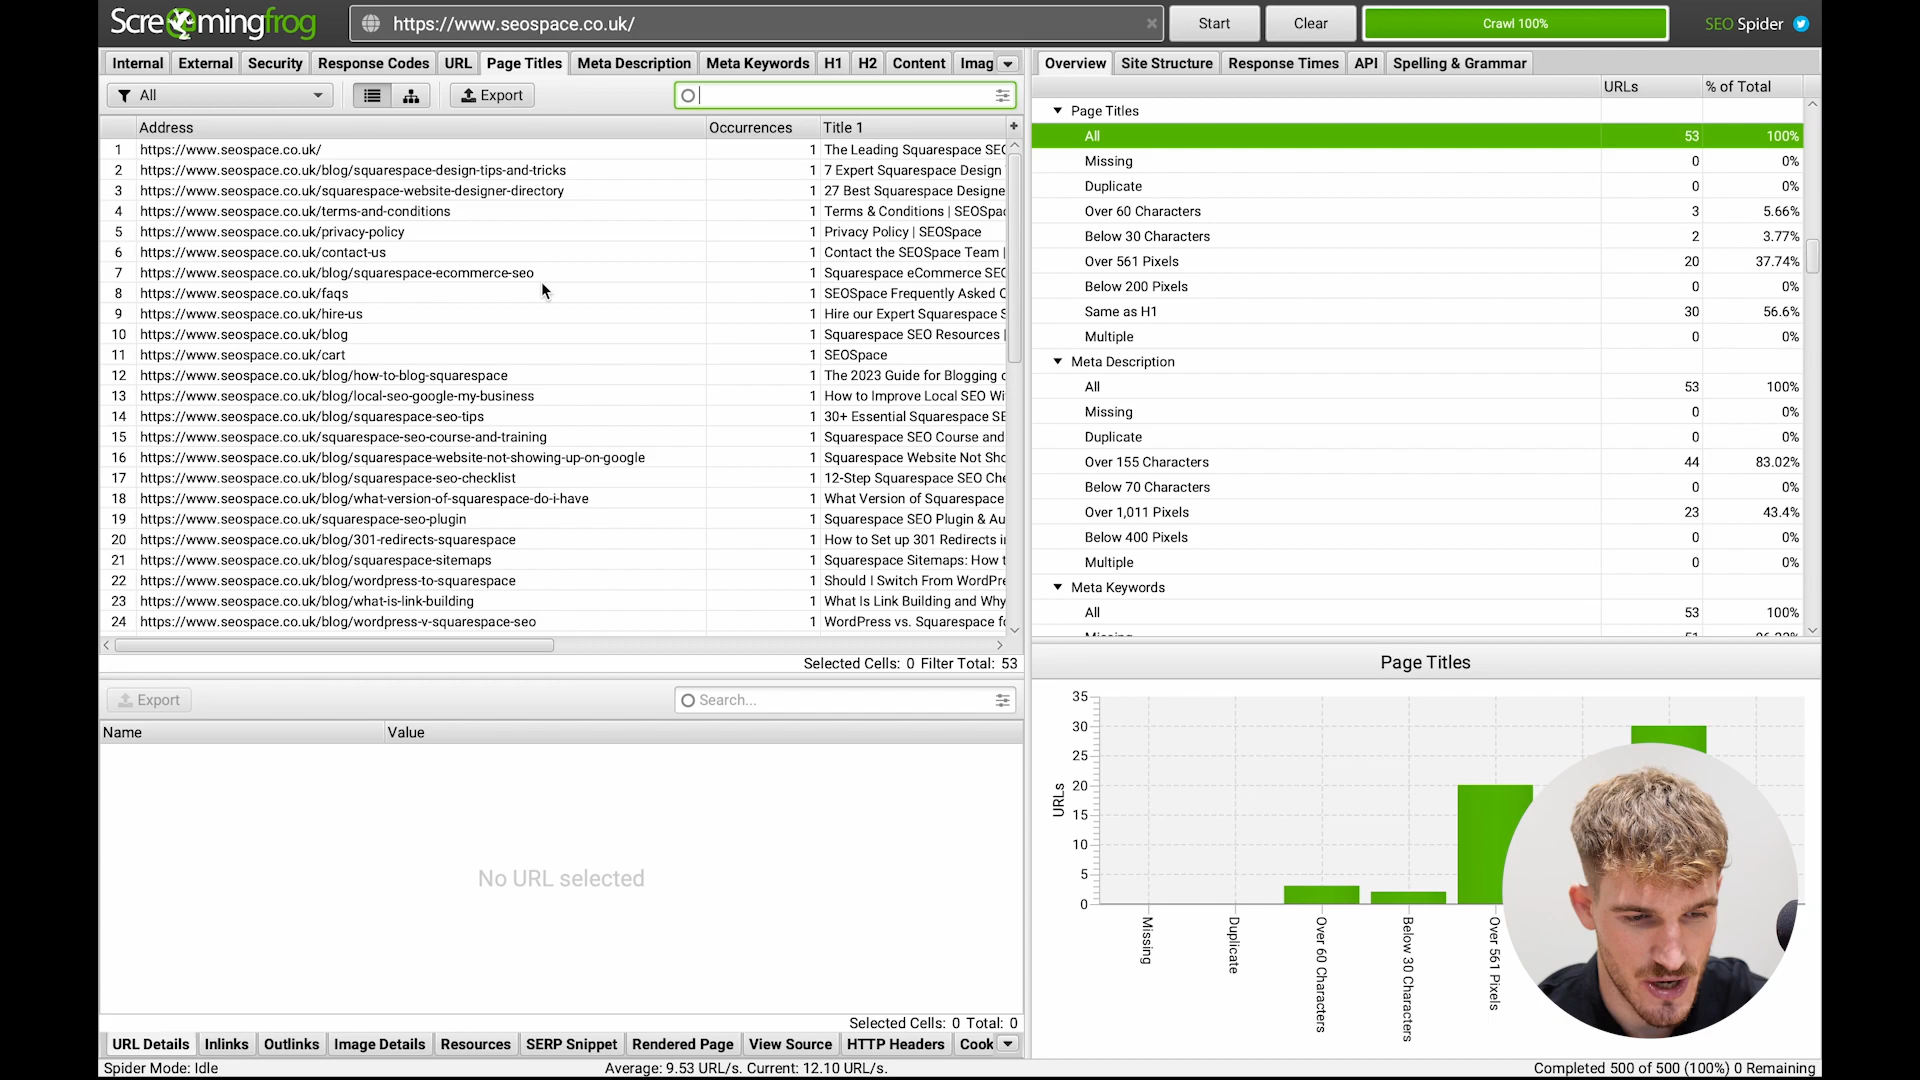 Screamingfrog
https://www.seospace.co.uk/
Start
Clear
Crawl 100%
SEO Spider
Internal External Security Response Codes URL Page Titles Meta Description Meta Keywords H1 H2 Content Imag
All
Export
Address Occurrences Title 1
1 https://www.seospace.co.uk/ 1 The Leading Squarespace SEO
2 https://www.seospace.co.uk/blog/squarespace-design-tips-and-tricks 1 7 Expert Squarespace Design
3 https://www.seospace.co.uk/squarespace-website-designer-directory 1 27 Best Squarespace Designe
4 https://www.seospace.co.uk/terms-and-conditions 1 Terms & Conditions | SEOSpac
5 https://www.seospace.co.uk/privacy-policy 1 Privacy Policy | SEOSpace
6 https://www.seospace.co.uk/contact-us 1 Contact the SEOSpace Team |
7 https://www.seospace.co.uk/blog/squarespace-ecommerce-seo 1 Squarespace eCommerce SEO
8 https://www.seospace.co.uk/faqs 1 SEOSpace Frequently Asked
9 https://www.seospace.co.uk/hire-us 1 Hire our Expert Squarespace S
10 https://www.seospace.co.uk/blog 1 Squarespace SEO Resources |
11 https://www.seospace.co.uk/cart 1 SEOSpace
12 https://www.seospace.co.uk/blog/how-to-blog-squarespace 1 The 2023 Guide for Blogging
13 https://www.seospace.co.uk/blog/local-seo-google-my-business 1 How to Improve Local SEO Wi
14 https://www.seospace.co.uk/blog/squarespace-seo-tips 1 30+ Essential Squarespace SE
15 https://www.seospace.co.uk/squarespace-seo-course-and-training 1 Squarespace SEO Course and
16 https://www.seospace.co.uk/blog/squarespace-website-not-showing-up-on-google 1 Squarespace Website Not Sho
17 https://www.seospace.co.uk/blog/squarespace-seo-checklist 1 12-Step Squarespace SEO Che
18 https://www.seospace.co.uk/blog/what-version-of-squarespace-do-i-have 1 What Version of Squarespace
19 https://www.seospace.co.uk/squarespace-seo-plugin 1 Squarespace SEO Plugin & Au
20 https://www.seospace.co.uk/blog/301-redirects-squarespace 1 How to Set up 301 Redirects i
21 https://www.seospace.co.uk/blog/squarespace-sitemaps 1 Squarespace Sitemaps: How t
22 https://www.seospace.co.uk/blog/wordpress-to-squarespace 1 Should I Switch From WordPre
23 https://www.seospace.co.uk/blog/what-is-link-building 1 What Is Link Building and Why
24 https://www.seospace.co.uk/blog/wordpress-v-squarespace-seo 1 WordPress vs. Squarespace fo
Selected Cells: 0 Filter Total: 53
Export
Search...
Name Value
No URL selected
Selected Cells: 0 Total: 0
URL Details Inlinks Outlinks Image Details Resources SERP Snippet Rendered Page View Source HTTP Headers Cook
Spider Mode: Idle
Average: 9.53 URL/s. Current: 12.10 URL/s.
Completed 500 of 500 (100%) 0 Remaining
Overview Site Structure Response Times API Spelling & Grammar
URLs % of Total
Page Titles
All 53 100%
Missing 0 0%
Duplicate 0 0%
Over 60 Characters 3 5.66%
Below 30 Characters 2 3.77%
Over 561 Pixels 20 37.74%
Below 200 Pixels 0 0%
Same as H1 30 56.6%
Multiple 0 0%
Meta Description
All 53 100%
Missing 0 0%
Duplicate 0 0%
Over 155 Characters 44 83.02%
Below 70 Characters 0 0%
Over 1,011 Pixels 23 43.4%
Below 400 Pixels 0 0%
Multiple 0 0%
Meta Keywords
All 53 100%
Page Titles
URLs
35
30
25
20
15
10
5
0
Missing
Duplicate
Over 60 Characters
Below 30 Characters
Over 561 Pixels